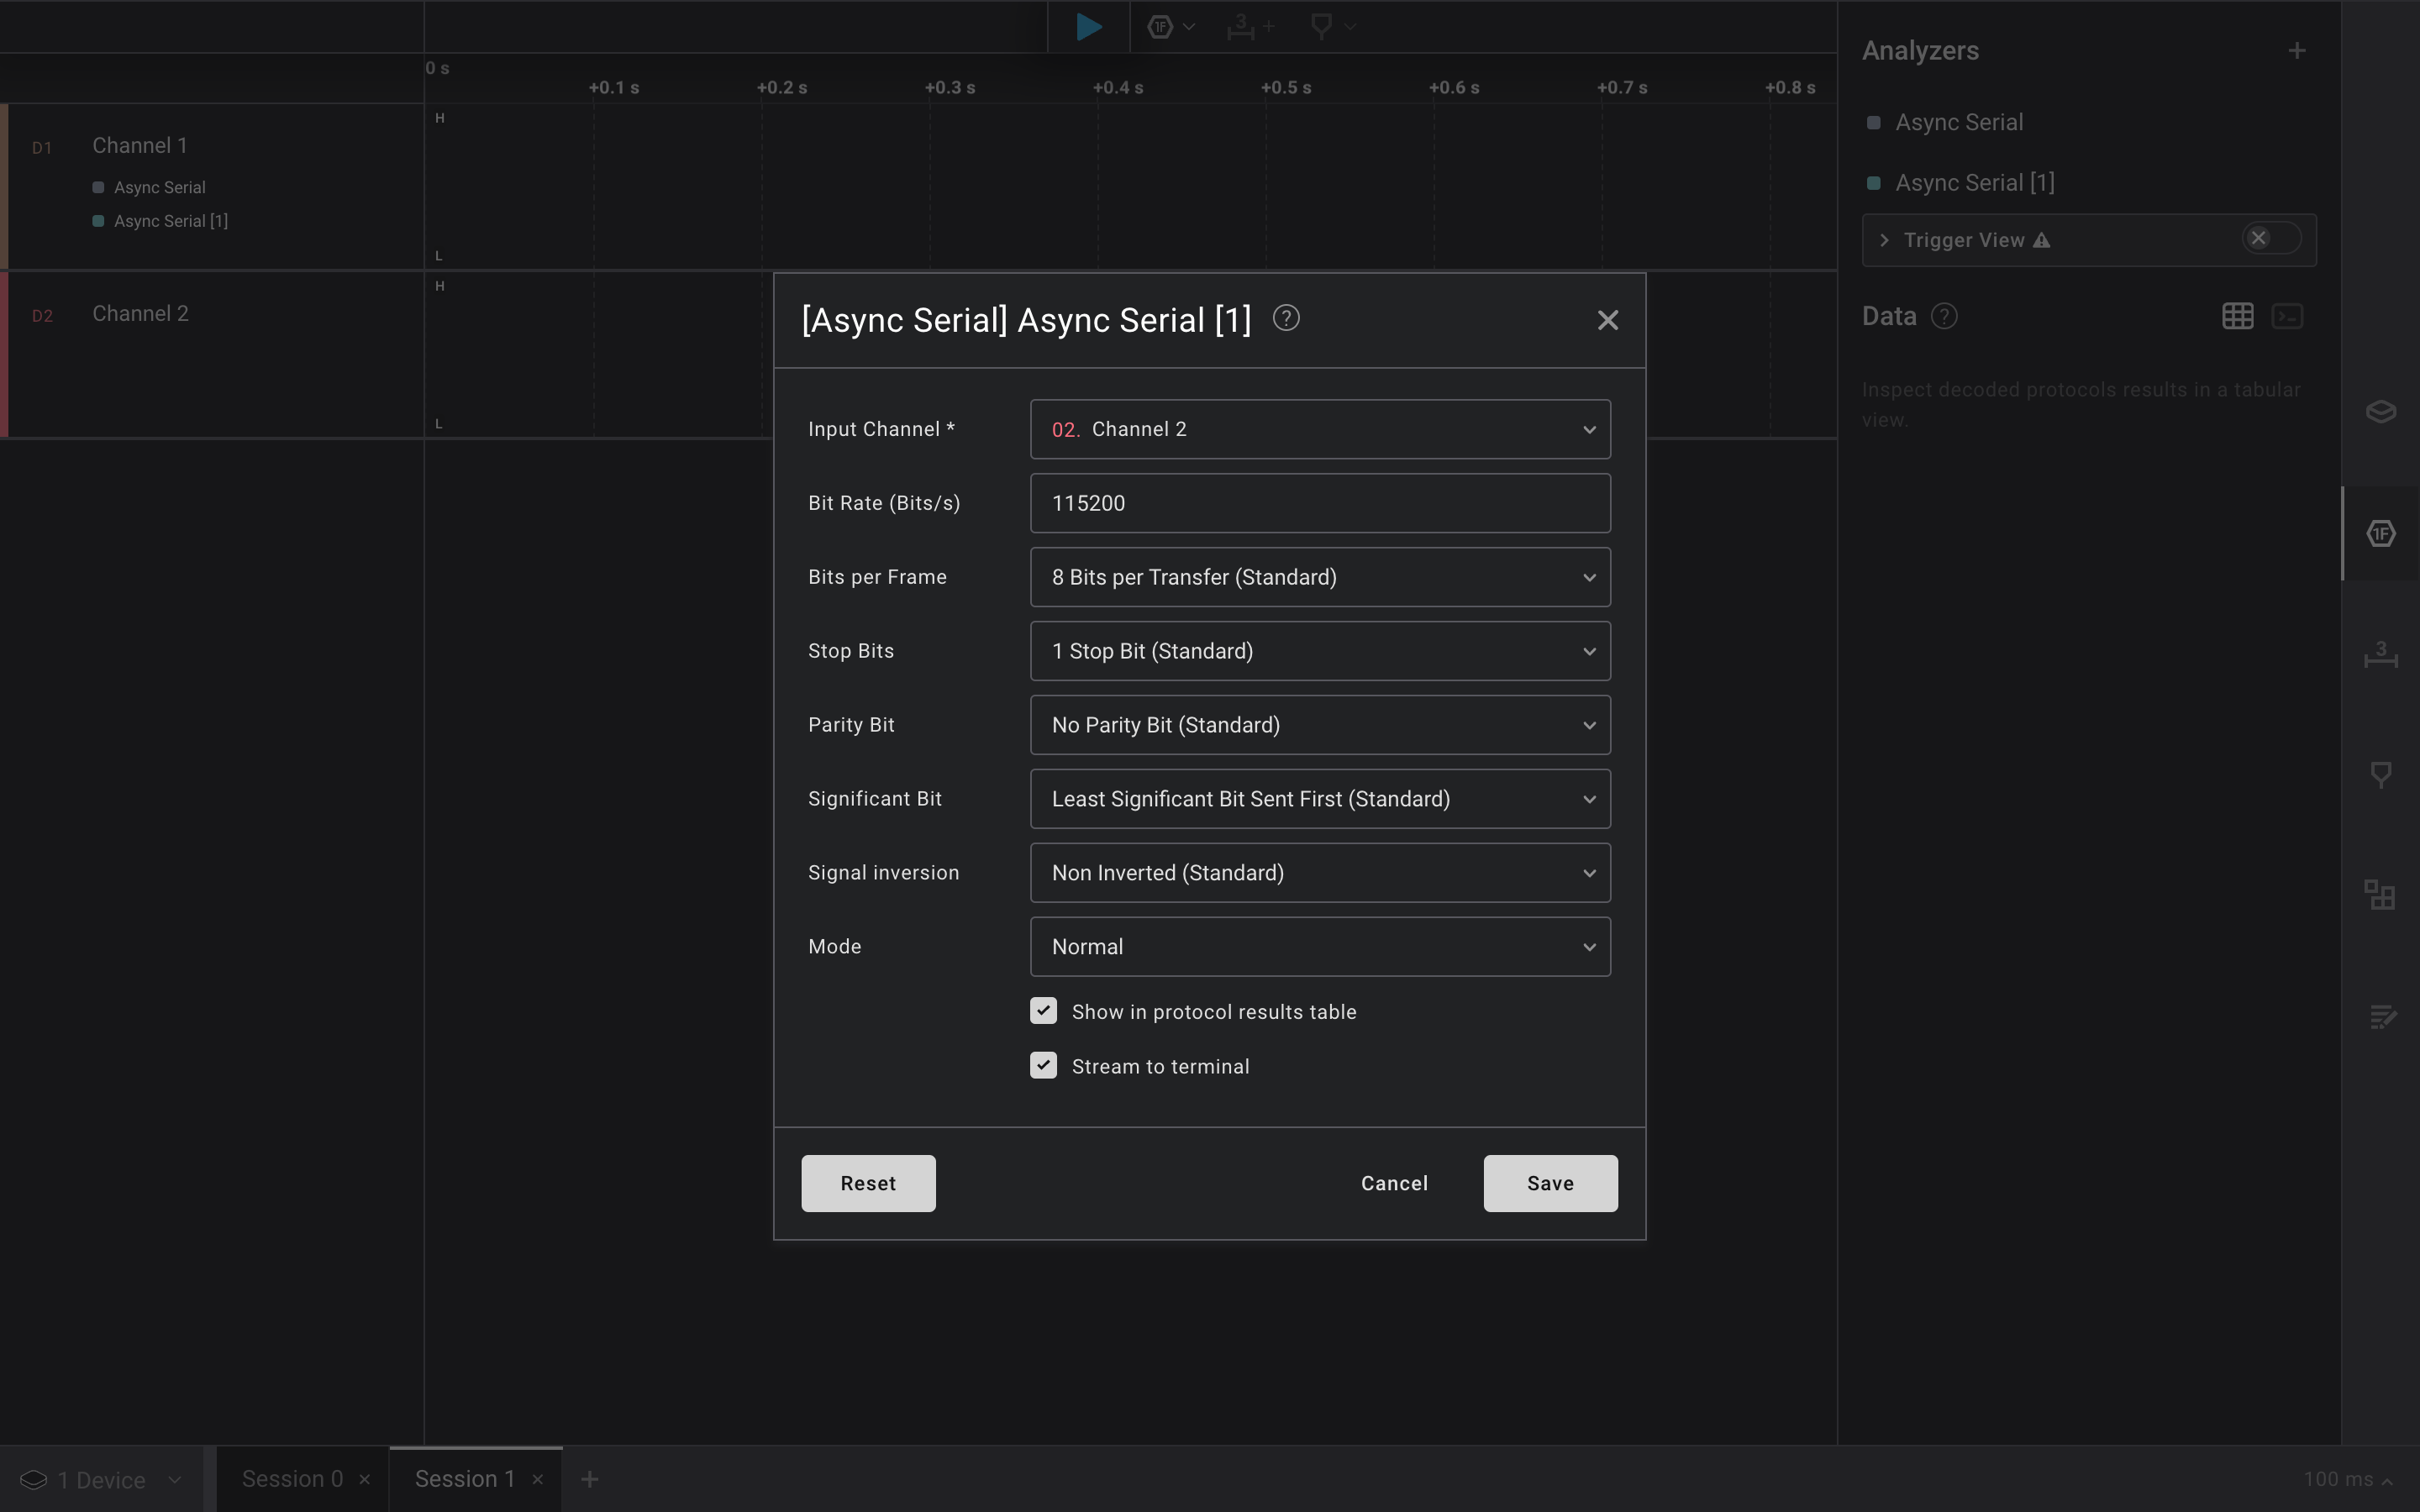 1F
3
Analyzers
0 s
+0.1 s
+0.2 s
+0.3 s
+0.4 s
+0.5 s
+0.6 s
+0.7 s
+0.8 s
D1
Channel 1
Async Serial
Async Serial [1]
H
L
D2
Channel 2
H
L
Async Serial
Async Serial [1]
Trigger View
Data
Inspect decoded protocols results in a tabular
view.
1F
3
[Async Serial] Async Serial [1]
Input Channel *
02. Channel 2
Bit Rate (Bits/s)
115200
Bits per Frame
8 Bits per Transfer (Standard)
Stop Bits
1 Stop Bit (Standard)
Parity Bit
No Parity Bit (Standard)
Significant Bit
Least Significant Bit Sent First (Standard)
Signal inversion
Non Inverted (Standard)
Mode
Normal
Show in protocol results table
Stream to terminal
Reset
Cancel
Save
1 Device
Session 0
Session 1
100 ms